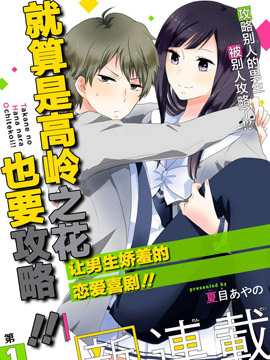 攻略别人的男生
被别人攻略!?
就算是高岭之花
也要攻略!!
Takane no
Hana nara
Ochitekoi!!
让男生娇羞的
恋爱喜剧!!
presented by
夏目あやの
新連載
第1